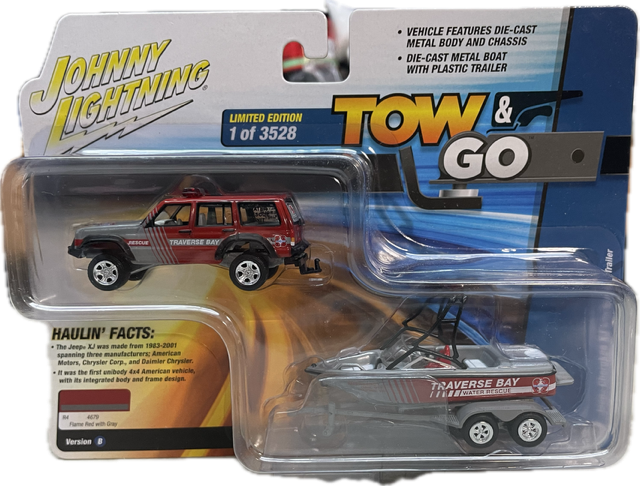 JOHNNY
LIGHTNING®
• VEHICLE FEATURES DIE-CAST
METAL BODY AND CHASSIS
• DIE-CAST METAL BOAT
WITH PLASTIC TRAILER
LIMITED EDITION
1 of 3528
TOW &
GO
RESCUE
TRAVERSE BAY
Trailer
HAULIN' FACTS:
• The Jeep® XJ was made from 1983-2001
spanning three manufacturers; American
Motors, Chrysler Corp., and Daimler Chrysler.
• It was the first unibody 4x4 American vehicle,
with its integrated body and frame design.
TRAVERSE BAY
WATER RESCUE
B4 4679
Flame Red with Gray
Version B